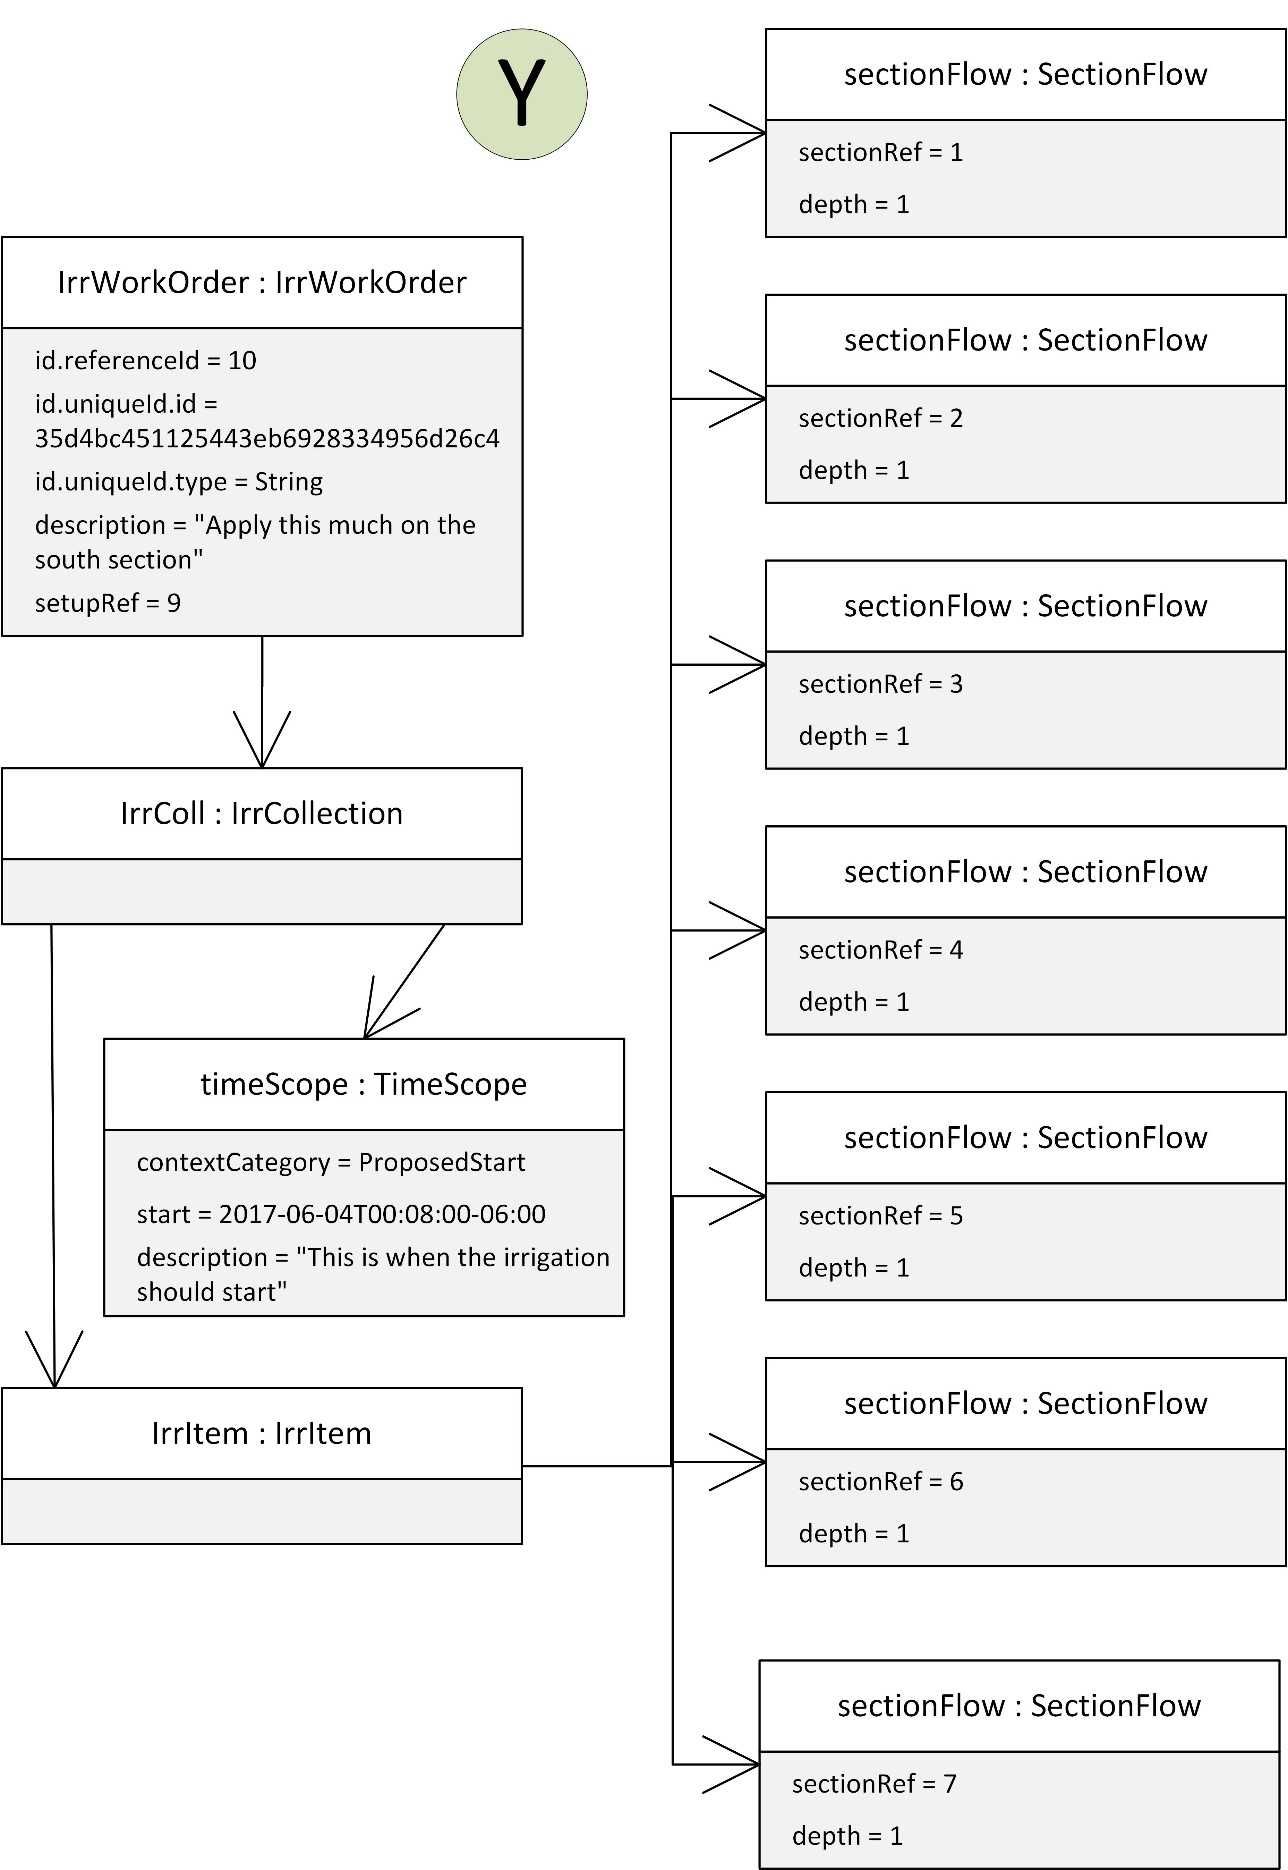 Y
IrrWorkOrder : IrrWorkOrder
id.referenceId = 10
id.uniqueId.id =
35d4bc451125443eb6928334956d26c4
id.uniqueId.type = String
description = "Apply this much on the
south section"
setupRef = 9
IrrColl : IrrCollection
timeScope : TimeScope
contextCategory = ProposedStart
start = 2017-06-04T00:08:00-06:00
description = "This is when the irrigation
should start"
IrrItem : IrrItem
sectionFlow : SectionFlow
sectionRef = 1
depth = 1
sectionFlow : SectionFlow
sectionRef = 2
depth = 1
sectionFlow : SectionFlow
sectionRef = 3
depth = 1
sectionFlow : SectionFlow
sectionRef = 4
depth = 1
sectionFlow : SectionFlow
sectionRef = 5
depth = 1
sectionFlow : SectionFlow
sectionRef = 6
depth = 1
sectionFlow : SectionFlow
sectionRef = 7
depth = 1